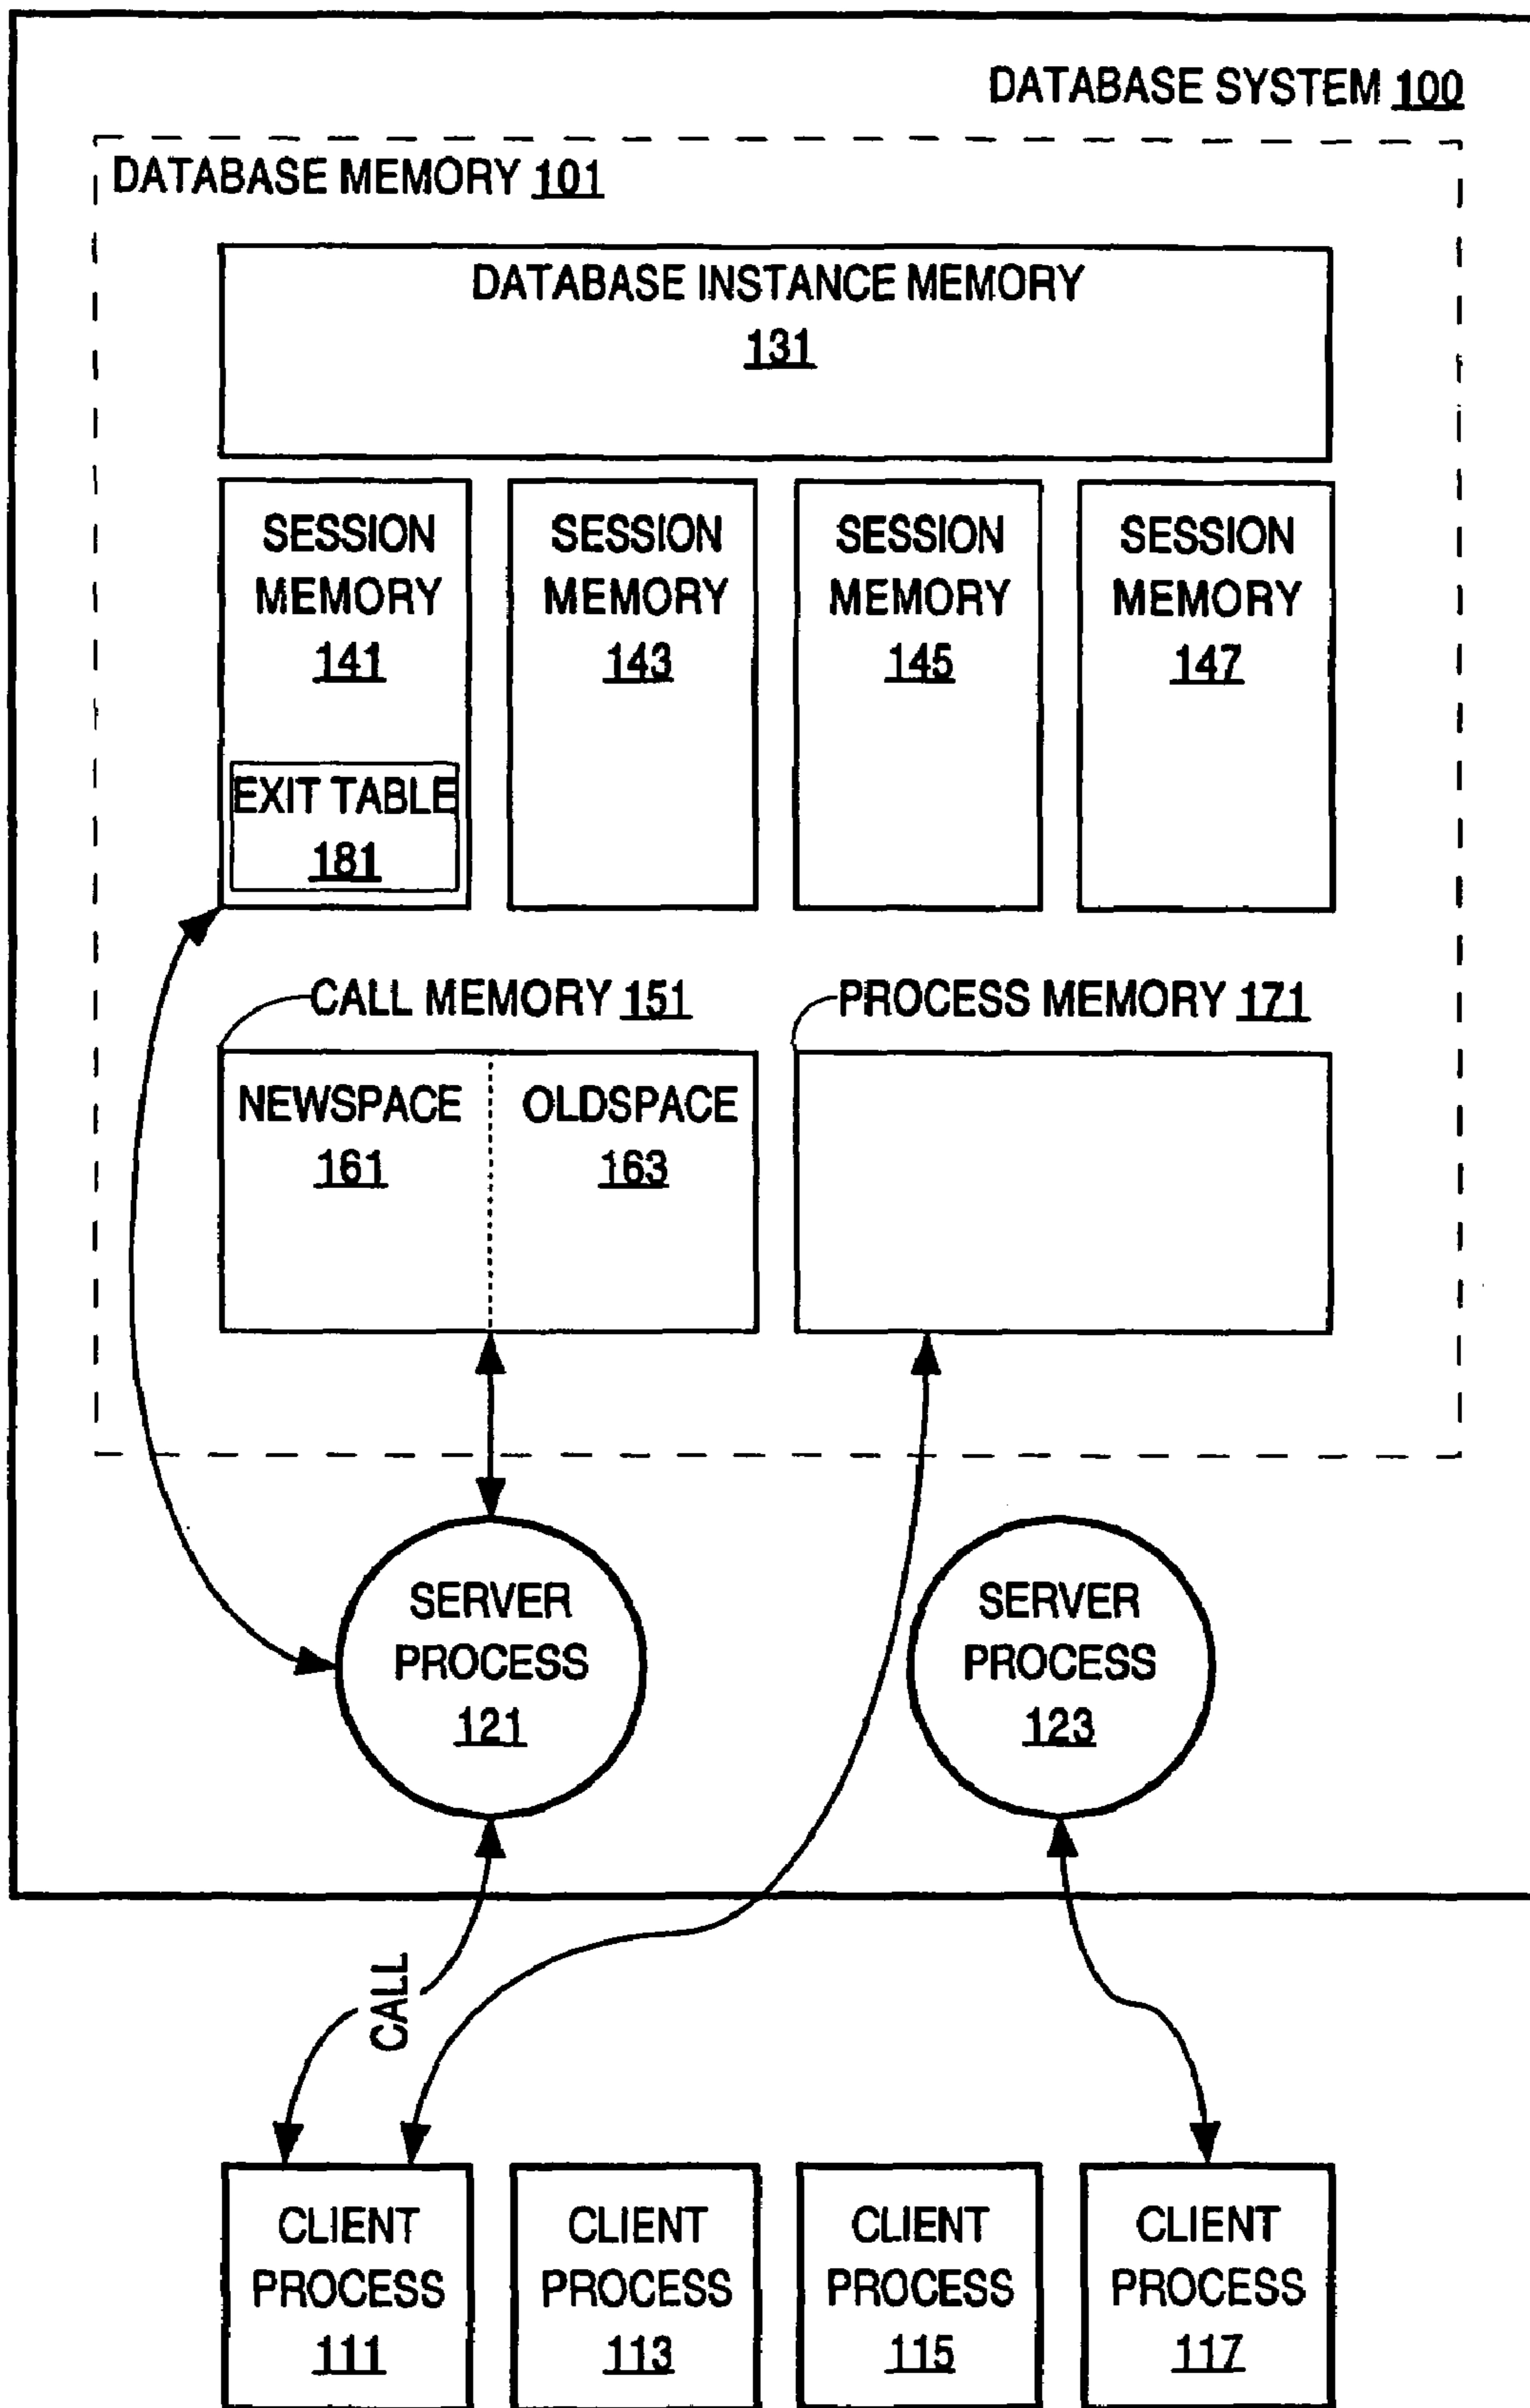 DATABASE SYSTEM 100
DATABASE MEMORY 101
DATABASE INSTANCE MEMORY
131
SESSION
MEMORY
141
EXIT TABLE
181
SESSION
MEMORY
143
SESSION
MEMORY
145
SESSION
MEMORY
147
CALL MEMORY 151
NEWSPACE
161
OLDSPACE
163
PROCESS MEMORY 171
SERVER
PROCESS
121
SERVER
PROCESS
123
CALL
CLIENT
PROCESS
111
CLIENT
PROCESS
113
CLIENT
PROCESS
115
CLIENT
PROCESS
117